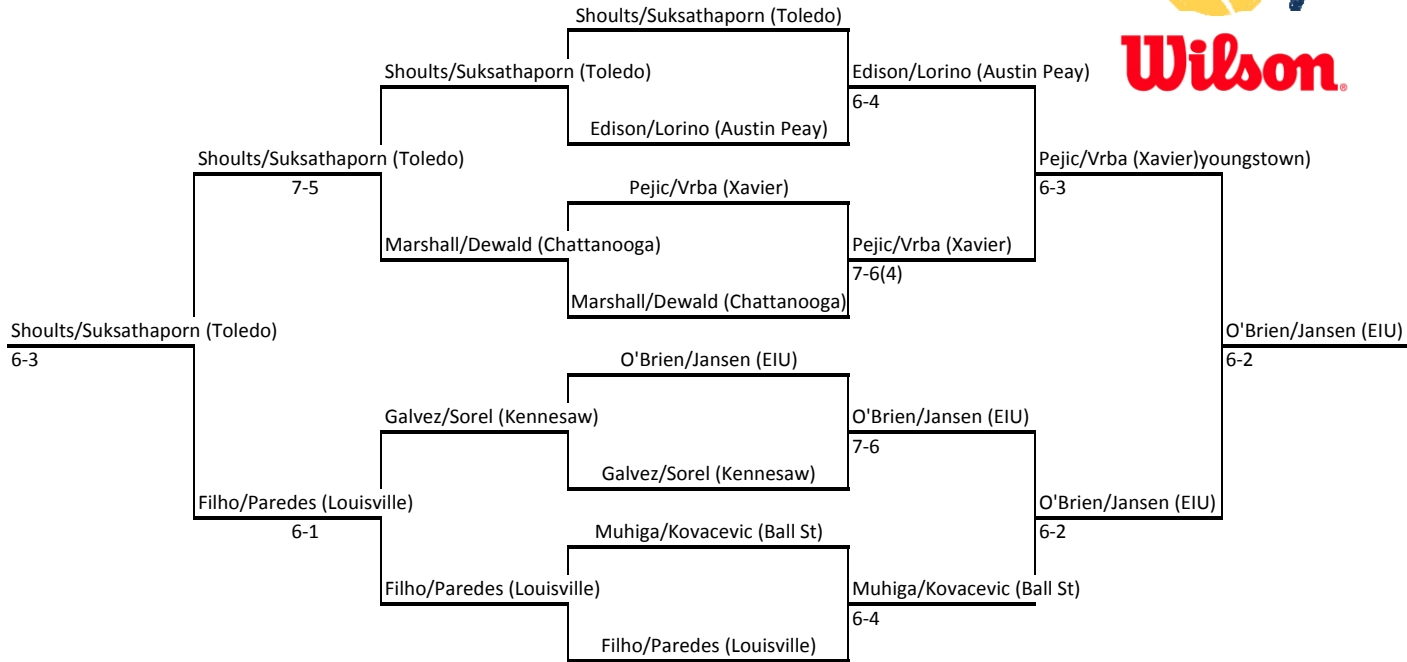 Shoults/Suksathaporn (Toledo)
Wilson.
Shoults/Suksathaporn (Toledo)
Edison/Lorino (Austin Peay)
6-4
Edison/Lorino (Austin Peay)
Shoults/Suksathaporn (Toledo)
Pejic/Vrba (Xavier)youngstown)
7-5
Pejic/Vrba (Xavier)
6-3
Marshall/Dewald (Chattanooga)
Pejic/Vrba (Xavier)
7-6(4)
Marshall/Dewald (Chattanooga)
Shoults/Suksathaporn (Toledo)
O'Brien/Jansen (EIU)
6-3
O'Brien/Jansen (EIU)
6-2
Galvez/Sorel (Kennesaw)
O'Brien/Jansen (EIU)
7-6
Galvez/Sorel (Kennesaw)
Filho/Paredes (Louisville)
O'Brien/Jansen (EIU)
6-1
Muhiga/Kovacevic (Ball St)
6-2
Filho/Paredes (Louisville)
Muhiga/Kovacevic (Ball St)
6-4
Filho/Paredes (Louisville)